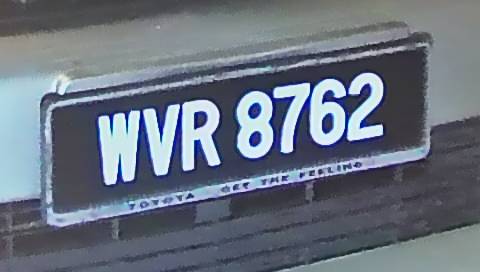 WVR 8762
TOYOTA GET THE FEELING